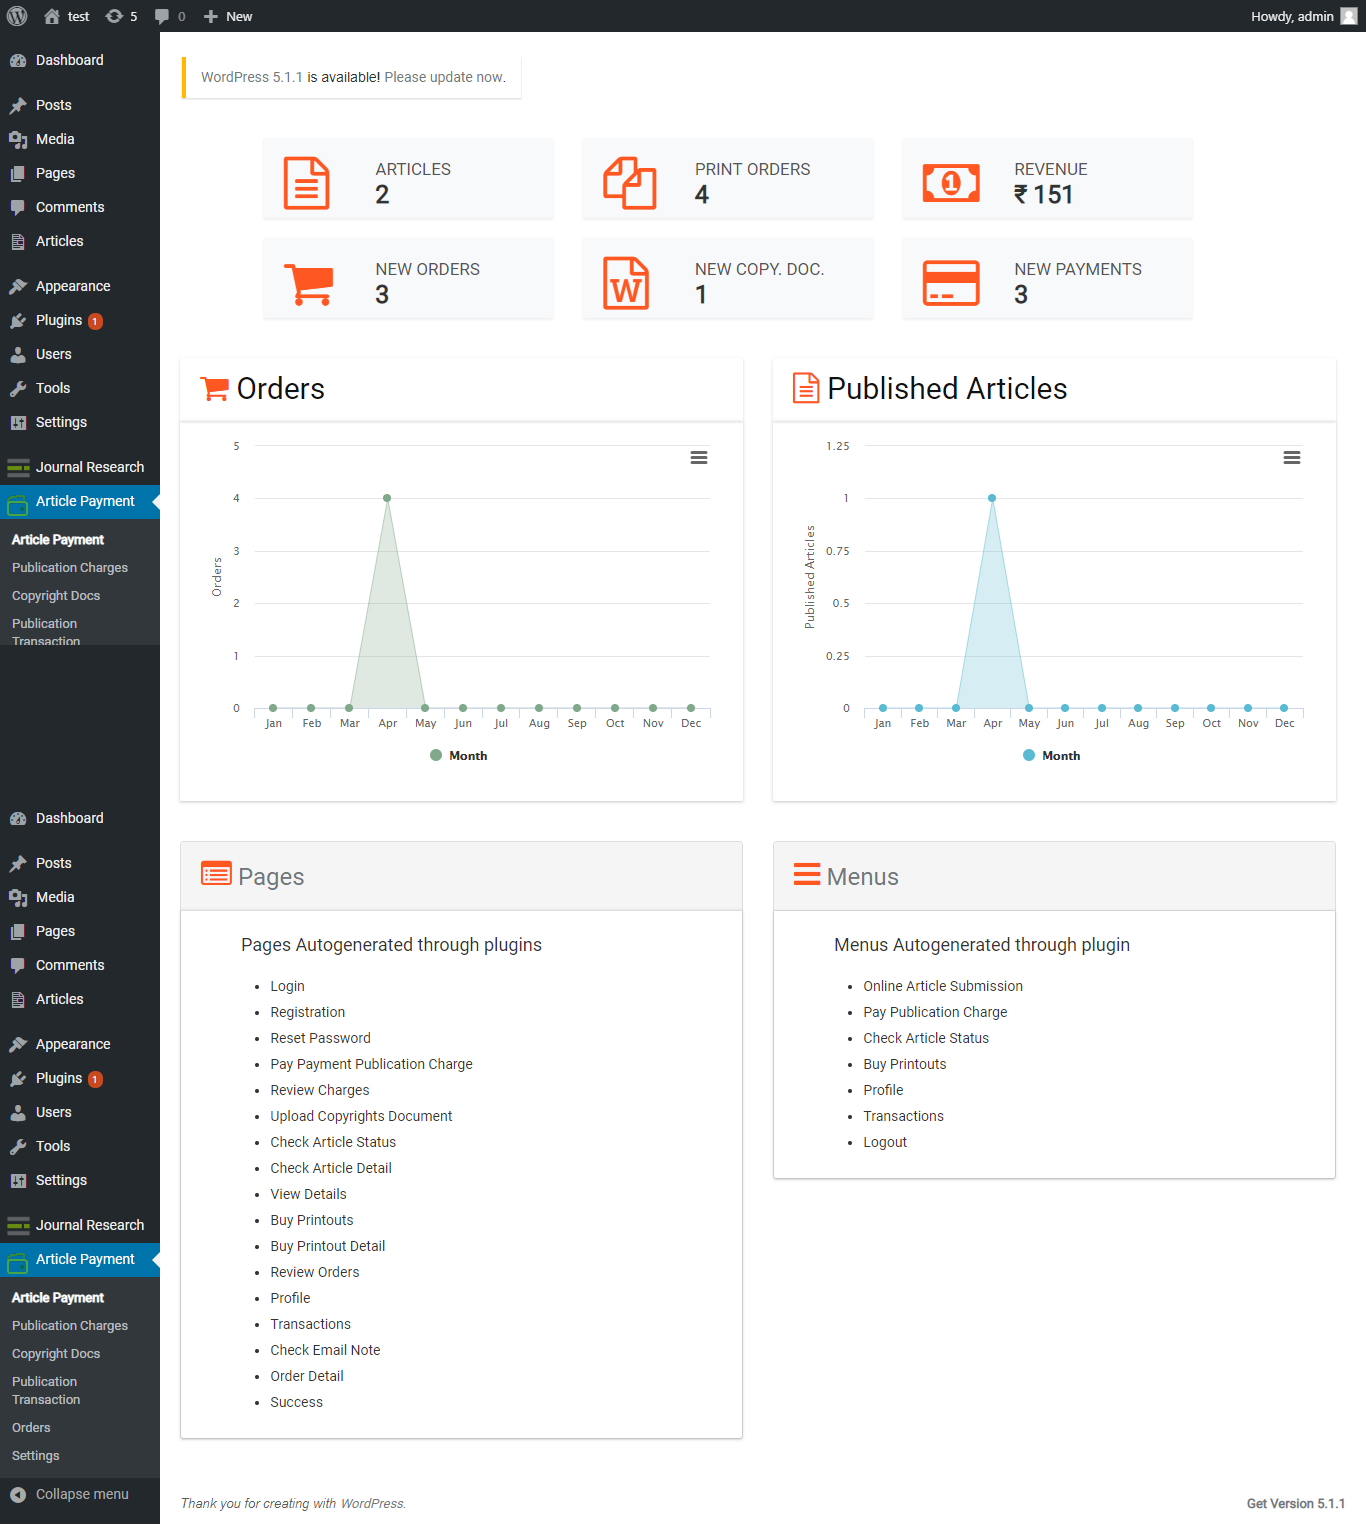 test 5 0 New Howdy, admin
Dashboard
Posts
Media
Pages
Comments
Articles
Appearance
Plugins 1
Users
Tools
Settings
Journal Research
Article Payment
Article Payment
Publication Charges
Copyright Docs
Publication
Transaction
Dashboard
Posts
Media
Pages
Comments
Articles
Appearance
Plugins 1
Users
Tools
Settings
Journal Research
Article Payment
Article Payment
Publication Charges
Copyright Docs
Publication
Transaction
Orders
Settings
Collapse menu
WordPress 5.1.1 is available! Please update now.
ARTICLES
2
PRINT ORDERS
4
1
REVENUE
₹ 151
NEW ORDERS
3
W
NEW COPY. DOC.
1
NEW PAYMENTS
3
Orders
5
4
3
2
1
0
Orders
Jan Feb Mar Apr May Jun Jul Aug Sep Oct Nov Dec
Month
Published Articles
1.25
1
0.75
0.5
0.25
0
Published Articles
Jan Feb Mar Apr May Jun Jul Aug Sep Oct Nov Dec
Month
Pages
Pages Autogenerated through plugins
Login
Registration
Reset Password
Pay Payment Publication Charge
Review Charges
Upload Copyrights Document
Check Article Status
Check Article Detail
View Details
Buy Printouts
Buy Printout Detail
Review Orders
Profile
Transactions
Check Email Note
Order Detail
Success
Menus
Menus Autogenerated through plugin
Online Article Submission
Pay Publication Charge
Check Article Status
Buy Printouts
Profile
Transactions
Logout
Thank you for creating with WordPress.
Get Version 5.1.1